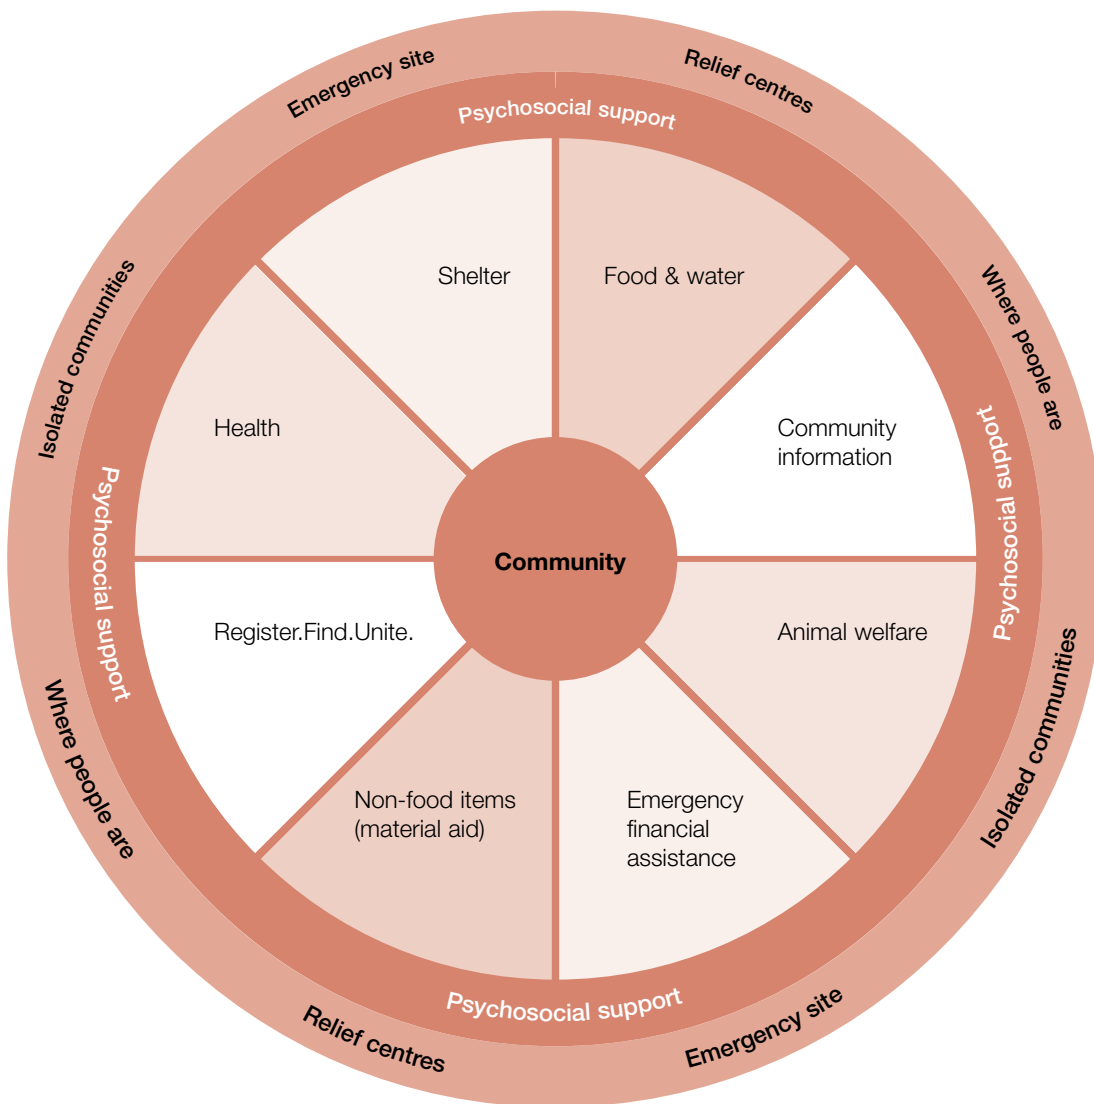 Emergency site
Relief centres
Psychosocial support
Shelter
Food & water
Isolated communities
Where people are
Health
Community
information
Psychosocial support
Psychosocial support
Community
Register.Find.Unite.
Animal welfare
Where people are
Isolated communities
Non-food items
(material aid)
Emergency
financial
assistance
Psychosocial support
Relief centres
Emergency site